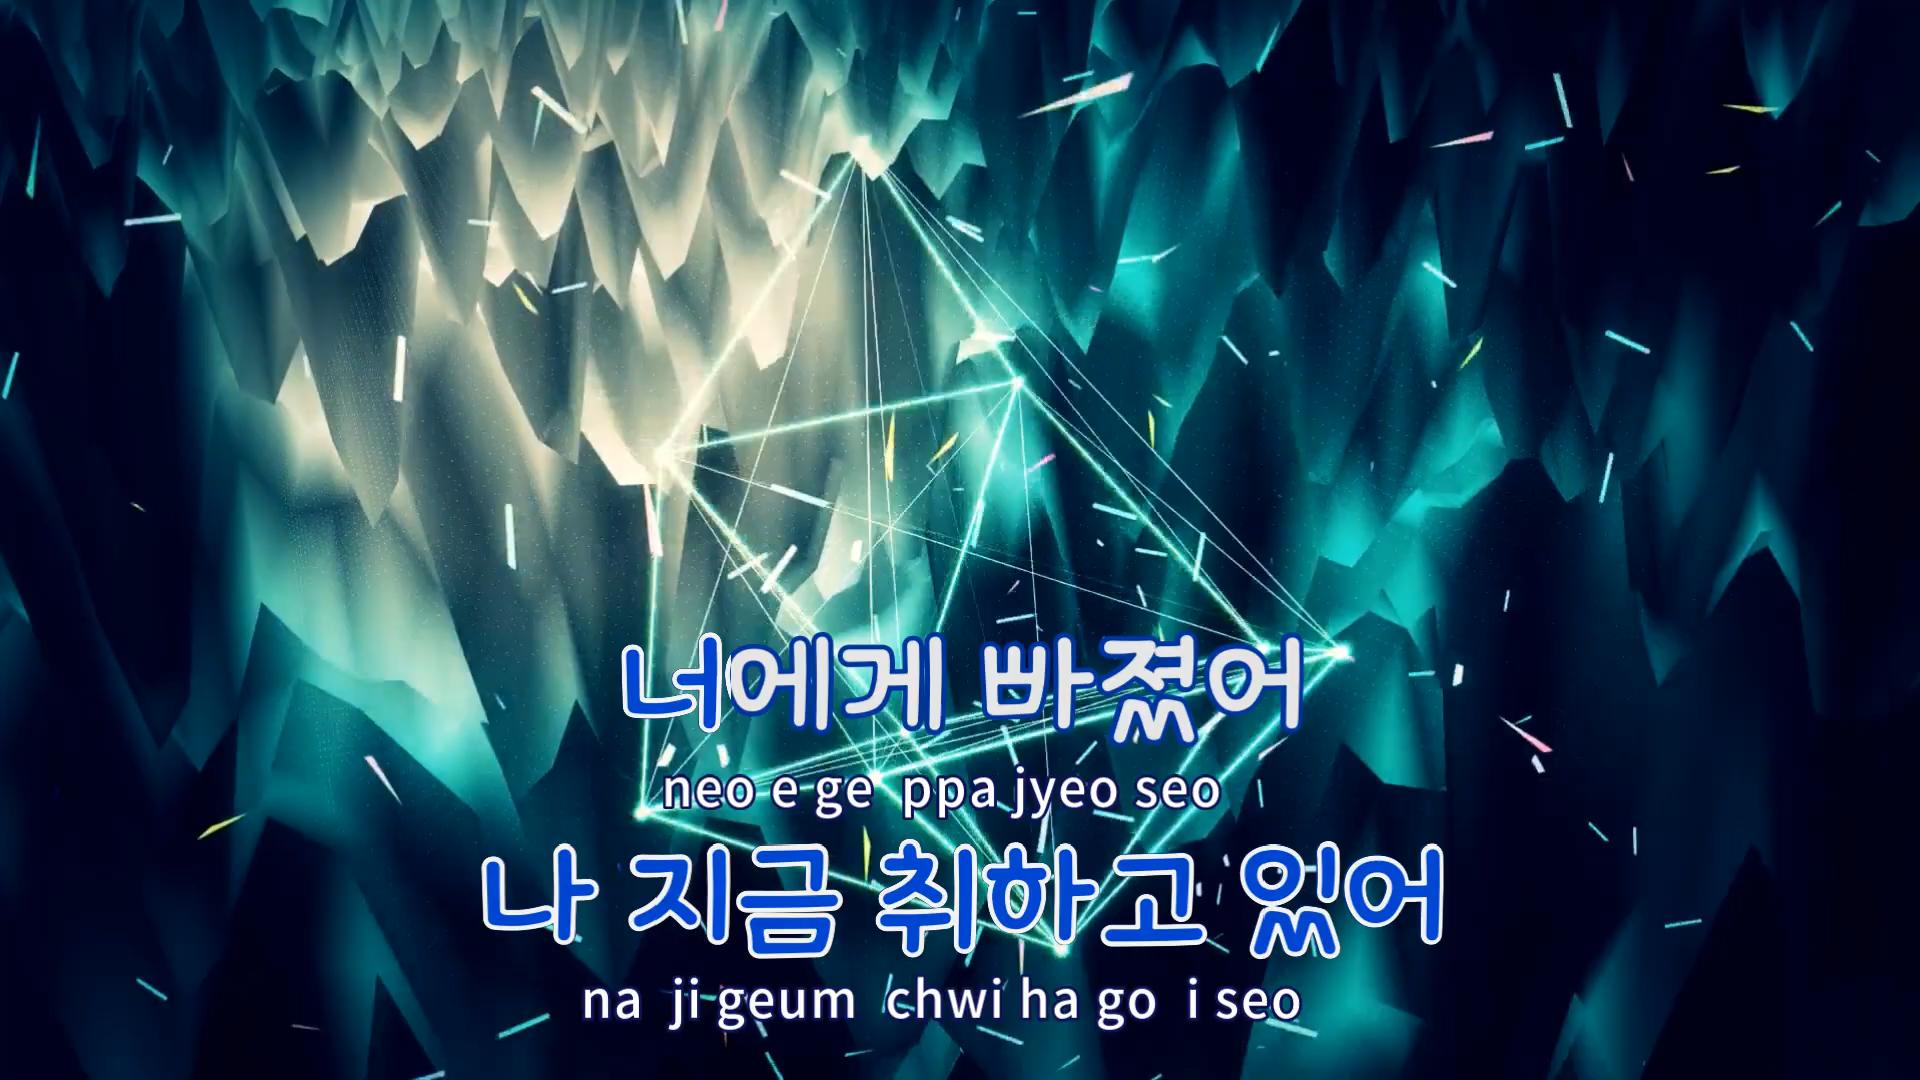 너에게 빠졌어
neo e ge ppa jyeo seo
나 지금 취하고 있어
na ji geum chwi ha go i seo